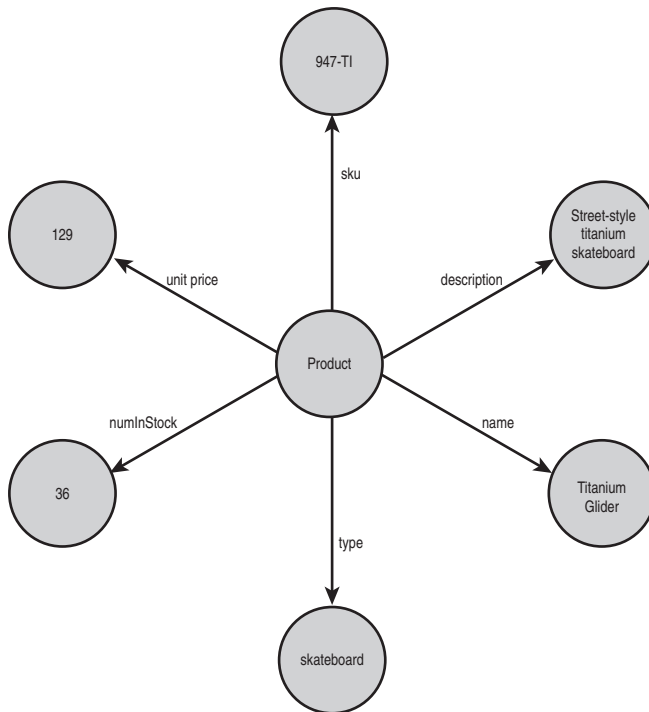 947-TI
sku
129
Street-style
titanium
skateboard
unit price
description
Product
numInStock
name
36
Titanium
Glider
type
skateboard